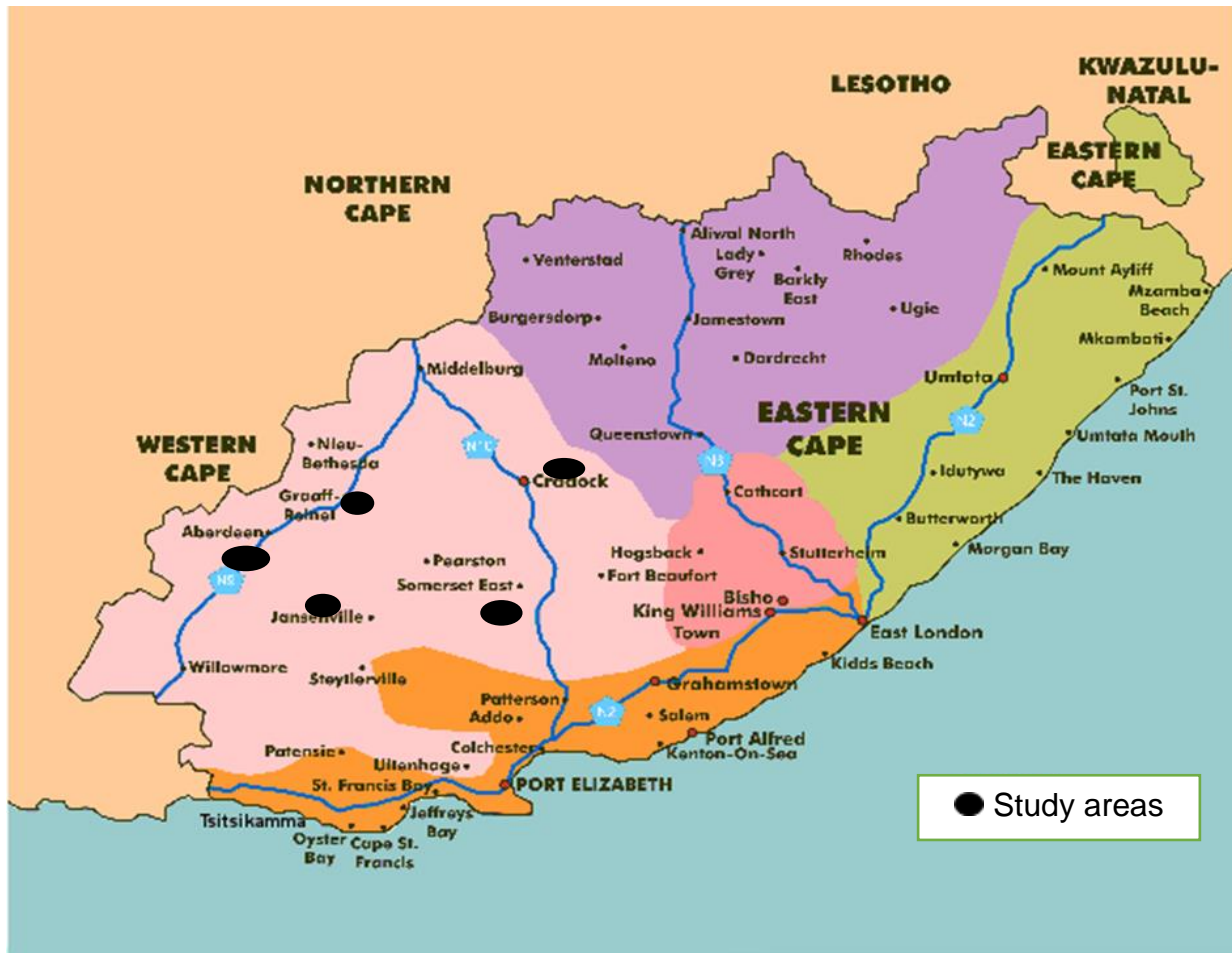 KWAZULU-
NATAL
LESOTHO
EASTERN
CAPE
NORTHERN
CAPE
Aliwal North
Lady
Grey
Rhodes
Venterstad
Barkly
East
Mount Ayliff
Mzamba
Beach
Ugie
Burgersdorp
Jamestown
Mkambati
Molteno
Dordrecht
Middelburg
Umtata
Port St.
Johns
EASTERN
CAPE
N2
WESTERN
CAPE
Nieu-
Bethesda
N10
Queenstown
Umtata Mouth
N6
Cradock
Idutywa
The Haven
Graaff-
Reinet
Cathcart
Aberdeen
Butterworth
Morgan Bay
Hogsback
Stutterheim
Pearston
N9
Somerset East
Fort Beaufort
Bisho
King Williams
Town
Jansenville
East London
Kidds Beach
Willowmore
Steytlerville
Grahamstown
Patterson
N2
Addo
Salem
Port Alfred
Kenton-On-Sea
Patensie
Colchester
Uitenhage
St. Francis Bay
PORT ELIZABETH
Jeffreys
Bay
Tsitsikamma
Oyster
Bay
Cape St.
Francis
Study areas